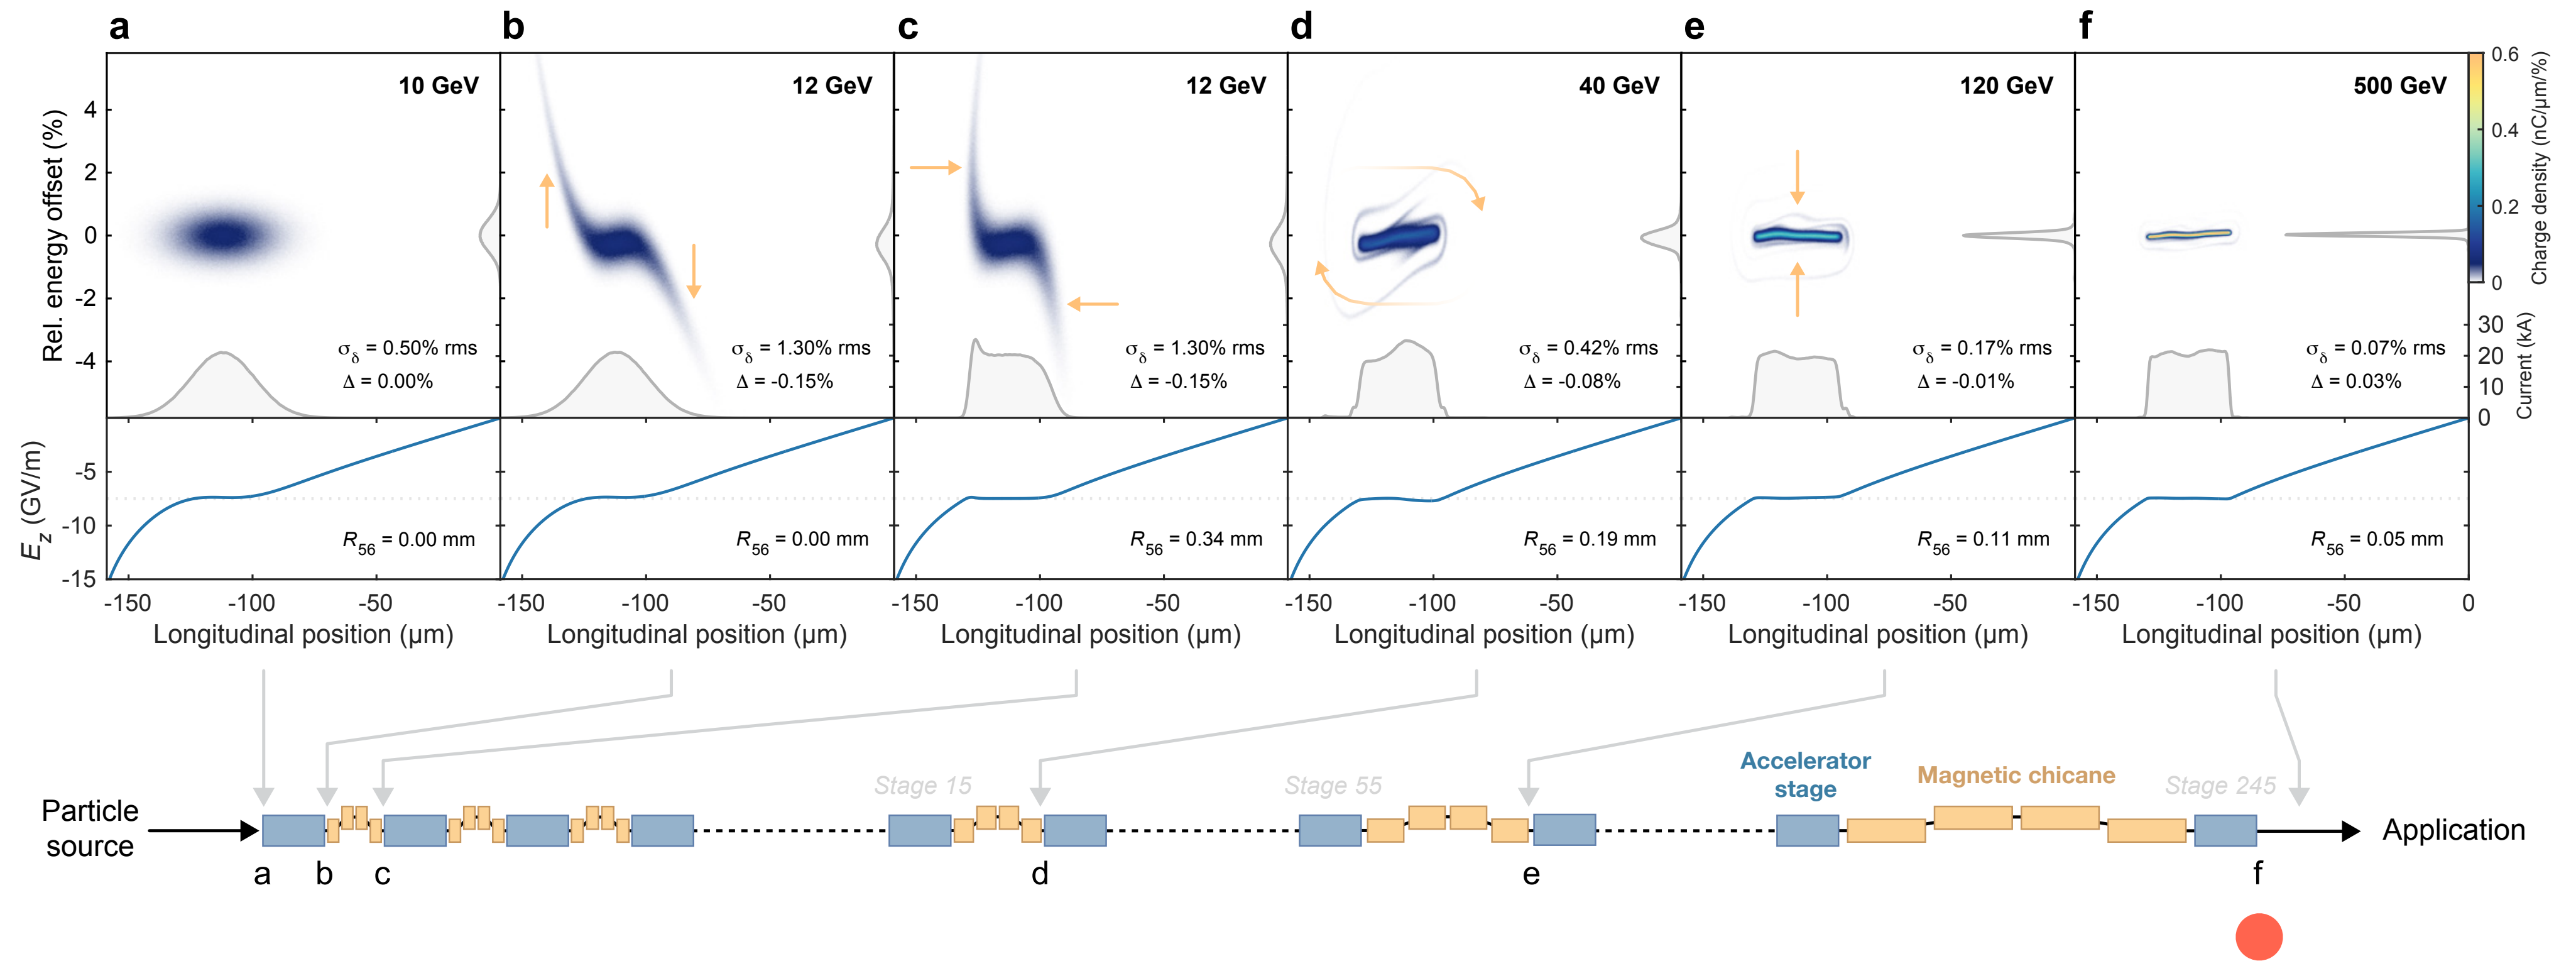 a
b
c
d
e
f
10 GeV
12 GeV
12 GeV
40 GeV
120 GeV
500 GeV
Rel. energy offset (%)
4
2
0
-2
-4
σδ = 0.50% rms
Δ = 0.00%
σδ = 1.30% rms
Δ = -0.15%
σδ = 1.30% rms
Δ = -0.15%
σδ = 0.42% rms
Δ = -0.08%
σδ = 0.17% rms
Δ = -0.01%
σδ = 0.07% rms
Δ = 0.03%
0.6
0.4
0.2
0
Charge density (nC/μm/%)
30
20
10
0
Current (kA)
Ez (GV/m)
-5
-10
-15
R56 = 0.00 mm
R56 = 0.00 mm
R56 = 0.34 mm
R56 = 0.19 mm
R56 = 0.11 mm
R56 = 0.05 mm
-150 -100 -50
-150 -100 -50
-150 -100 -50
-150 -100 -50
-150 -100 -50
-150 -100 -50 0
Longitudinal position (μm)
Longitudinal position (μm)
Longitudinal position (μm)
Longitudinal position (μm)
Longitudinal position (μm)
Longitudinal position (μm)
Particle
source
Stage 15
Stage 55
Accelerator
stage
Magnetic chicane
Stage 245
Application
a
b
c
d
e
f